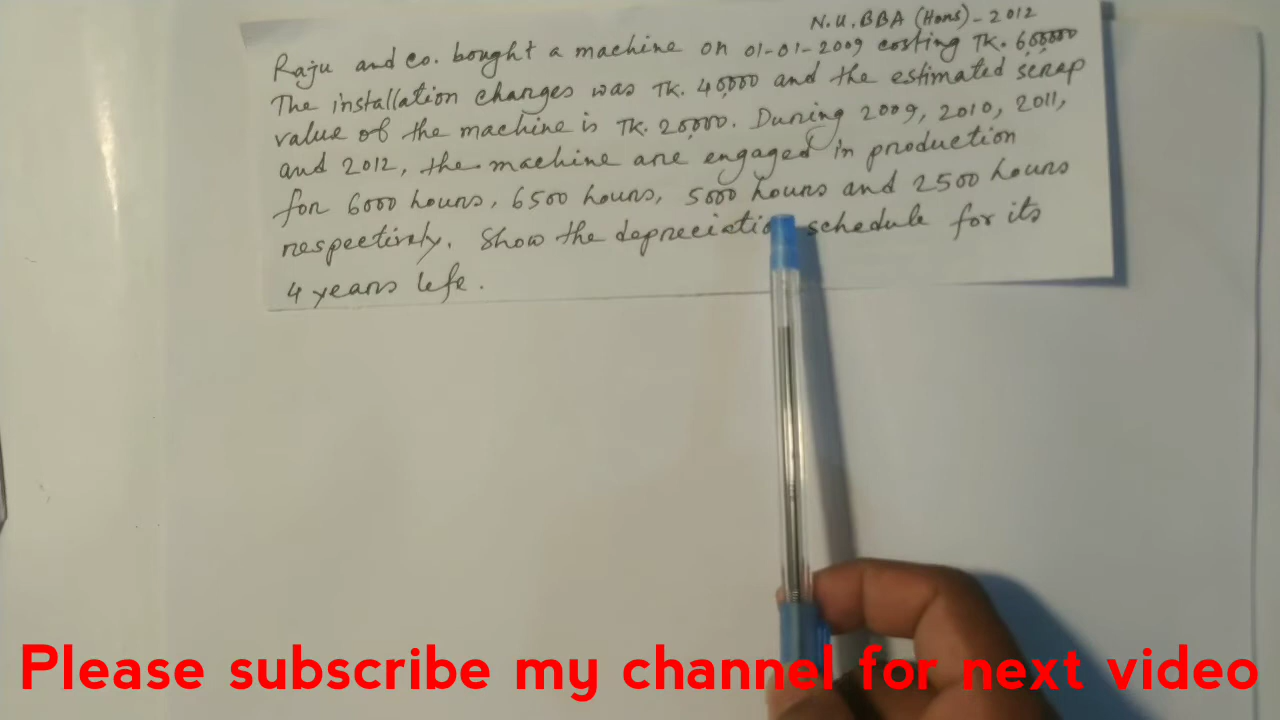 N.U.BBA (Hons) - 2012
Raju and co. bought a machine on 01-01-2009 costing TK. 600000
The installation charges was TK. 40,000 and the estimated scrap
value of the machine is TK. 20,000. During 2009, 2010, 2011,
and 2012, the machine are engaged in production
for 6000 hours, 6500 hours, 5000 hours and 2500 hours
respectively. Show the depreciation schedule for its
4 years life.
Please subscribe my channel for next video